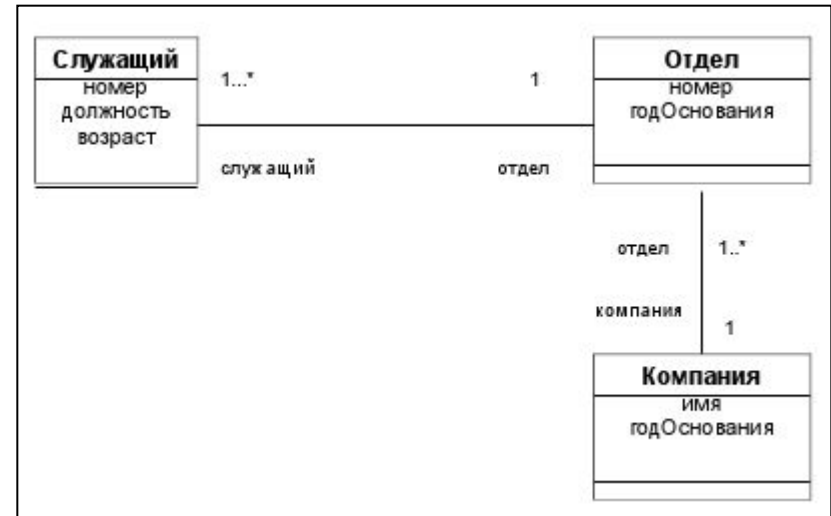 Служащий
номер
должность
возраст
1...*
1
служащий
отдел
Отдел
номер
годОснования
отдел
1..*
компания
1
Компания
имя
годОснования